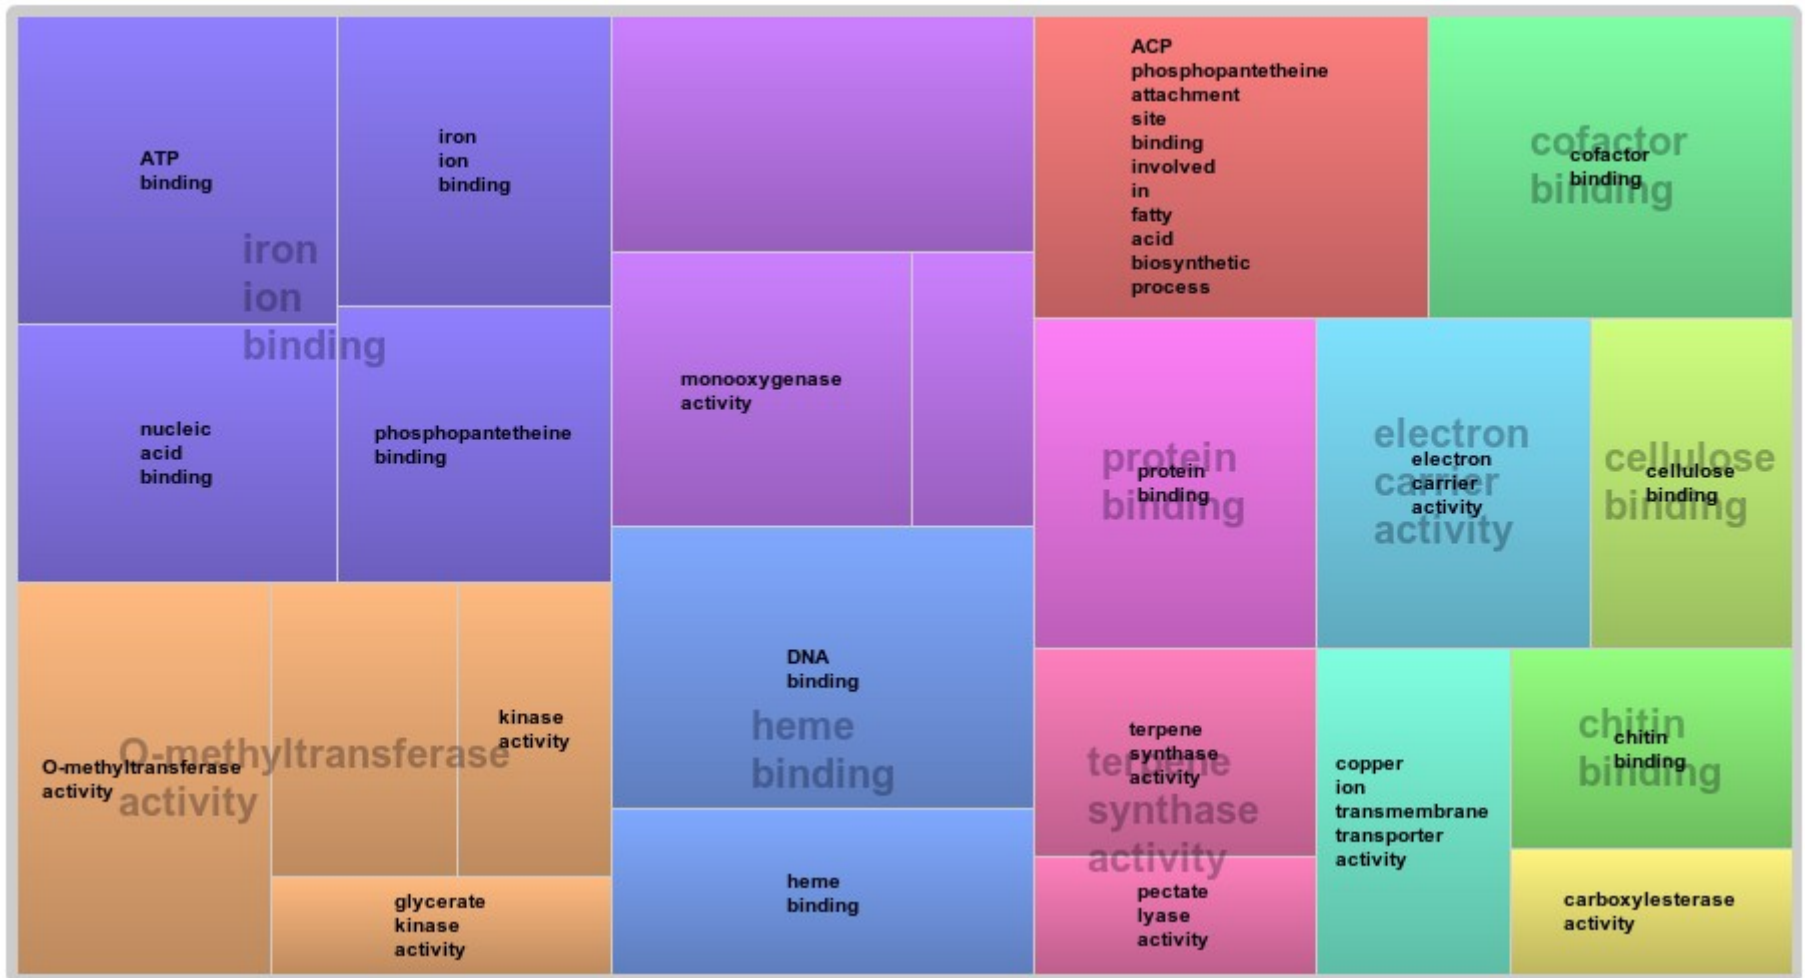 ATP
binding
iron
ion
binding
iron
ion
binding
nucleic
acid
binding
phosphopantetheine
binding
monooxygenase
activity
ACP
phosphopantetheine
attachment
site
binding
involved
in
fatty
acid
biosynthetic
process
cofactor
binding
cofactor
binding
protein
binding
protein
binding
electron
carrier
activity
electron
carrier
activity
cellulose
binding
cellulose
binding
O-methyltransferase
activity
O-methyltransferase
activity
kinase
activity
glycerate
kinase
activity
DNA
binding
heme
binding
heme
binding
terpene
synthase
activity
terpene
synthase
activity
pectate
lyase
activity
copper
ion
transmembrane
transporter
activity
chitin
binding
chitin
binding
carboxylesterase
activity